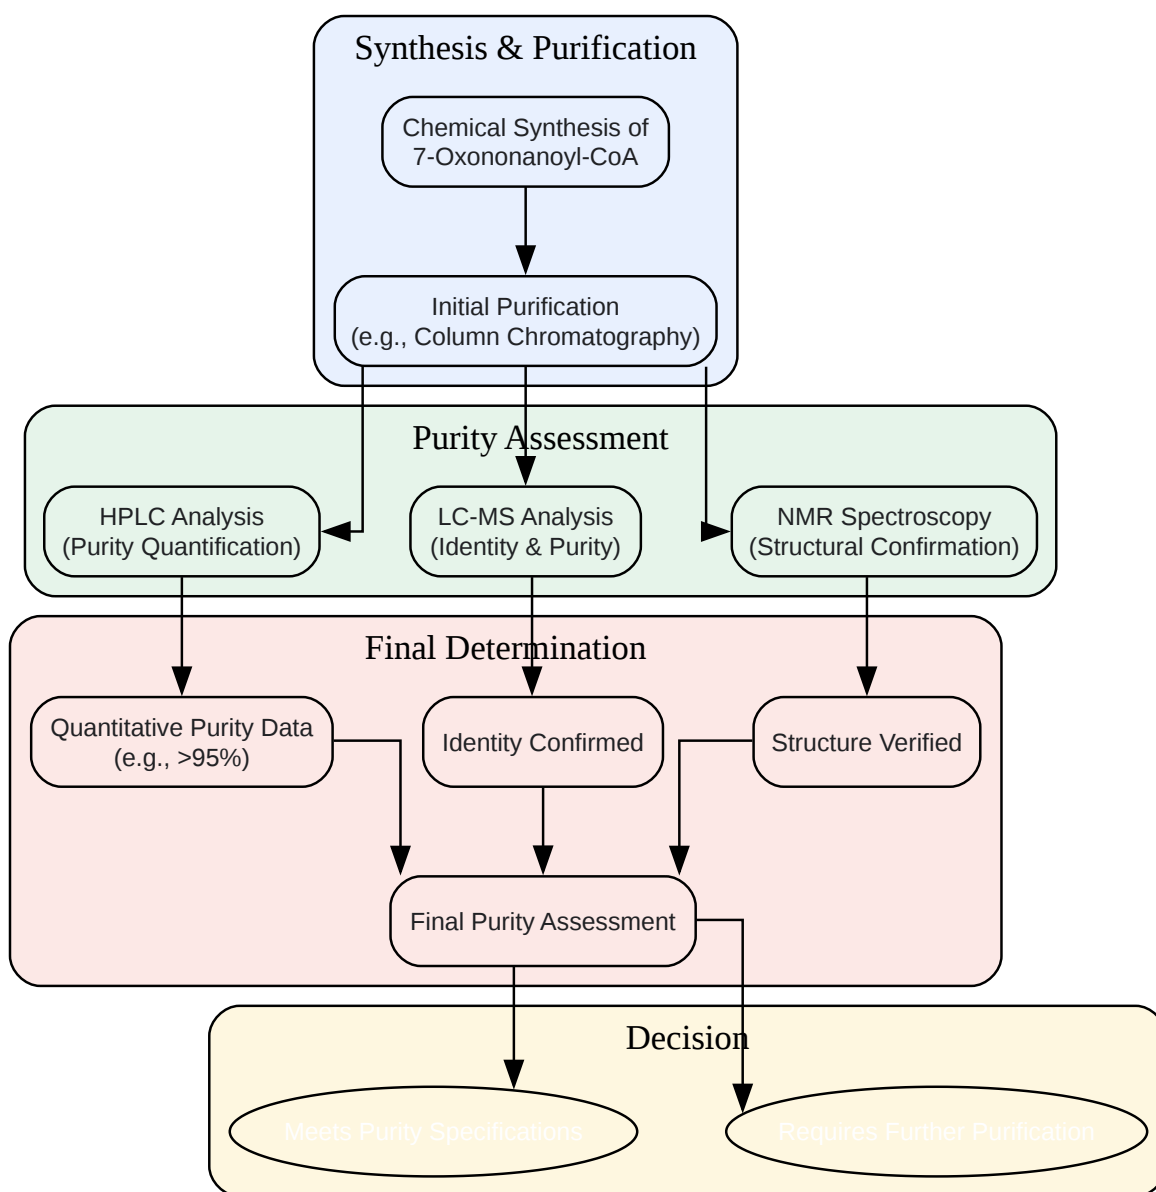 Synthesis & Purification
Chemical Synthesis of
7-Oxononanoyl-CoA
Initial Purification
(e.g., Column Chromatography)
Purity Assessment
HPLC Analysis
(Purity Quantification)
LC-MS Analysis
(Identity & Purity)
NMR Spectroscopy
(Structural Confirmation)
Final Determination
Quantitative Purity Data
(e.g., >95%)
Identity Confirmed
Structure Verified
Final Purity Assessment
Decision
Meets Purity Specifications
Requires Further Purification